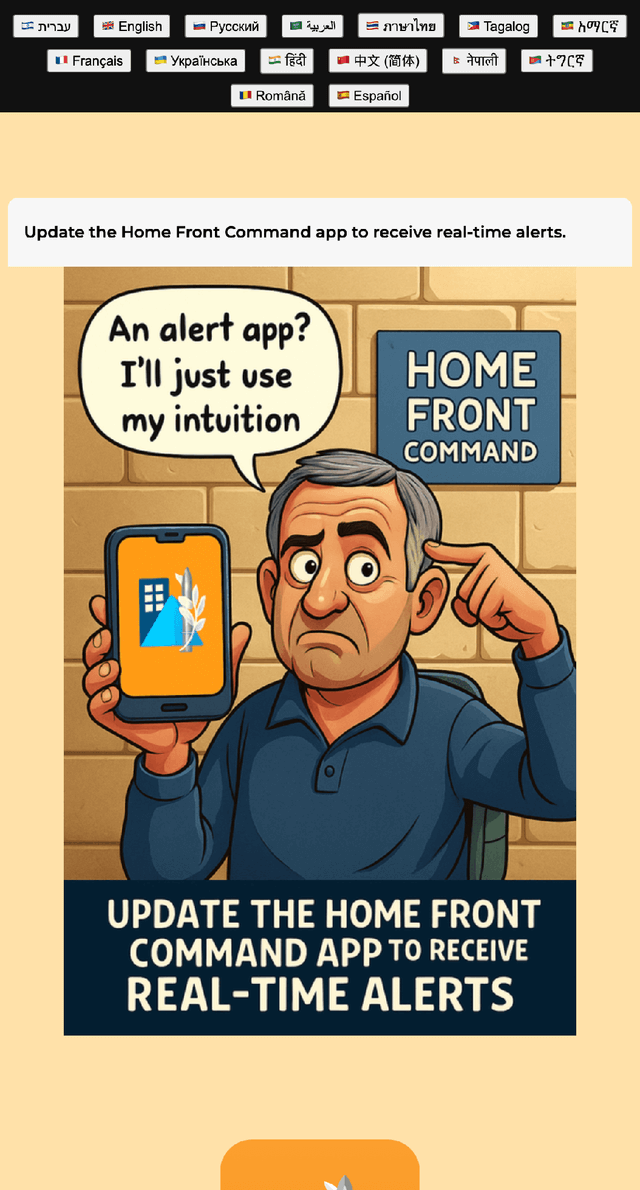 עברית English Русский العربية ภาษาไทย Tagalog አማርኛ
Français Українська हिंदी 中文 (简体) नेपाली ትግርኛ
Română Español
Update the Home Front Command app to receive real-time alerts.
An alert app?
I'll just use
my intuition
HOME
FRONT
COMMAND
UPDATE THE HOME FRONT
COMMAND APP TO RECEIVE
REAL-TIME ALERTS